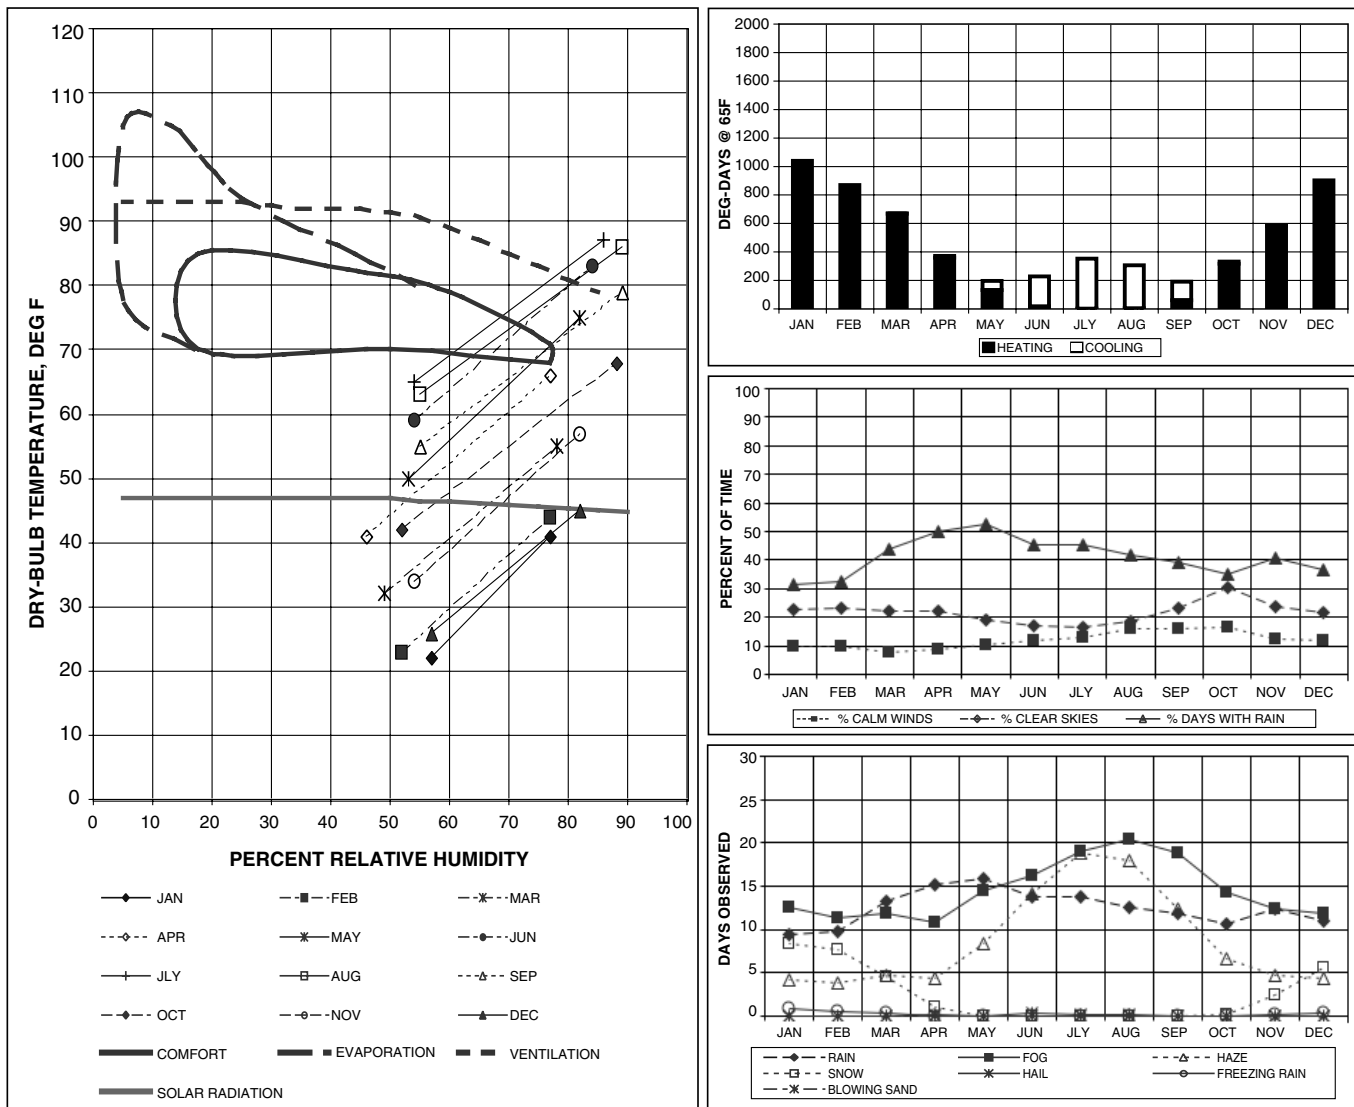 DRY-BULB TEMPERATURE, DEG F
120
110
100
90
80
70
60
50
40
30
20
10
0
0 10 20 30 40 50 60 70 80 90 100
PERCENT RELATIVE HUMIDITY
JAN FEB MAR
APR MAY JUN
JLY AUG SEP
OCT NOV DEC
COMFORT EVAPORATION VENTILATION
SOLAR RADIATION
DEG-DAYS @ 65F
2000
1800
1600
1400
1200
1000
800
600
400
200
0
JAN FEB MAR APR MAY JUN JLY AUG SEP OCT NOV DEC
HEATING COOLING
PERCENT OF TIME
100
90
80
70
60
50
40
30
20
10
0
JAN FEB MAR APR MAY JUN JLY AUG SEP OCT NOV DEC
% CALM WINDS % CLEAR SKIES % DAYS WITH RAIN
DAYS OBSERVED
30
25
20
15
10
5
0
JAN FEB MAR APR MAY JUN JLY AUG SEP OCT NOV DEC
RAIN FOG HAZE
SNOW HAIL FREEZING RAIN
BLOWING SAND